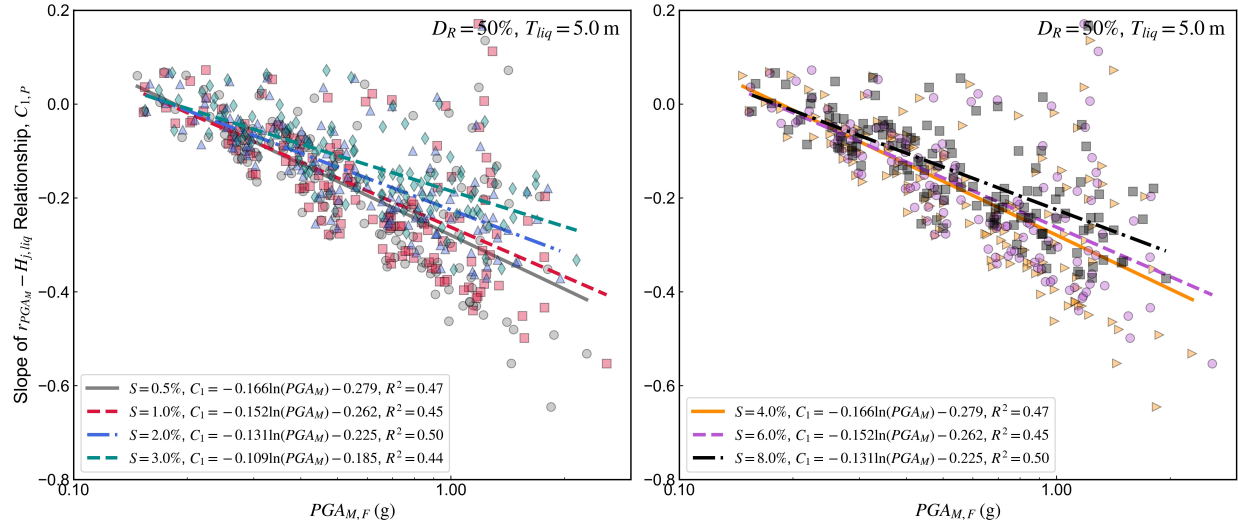 D_R = 50%, T_liq = 5.0 m
D_R = 50%, T_liq = 5.0 m
Slope of r_PGA_M − H_j,liq Relationship, C_1,P
0.2
0.0
−0.2
−0.4
−0.6
−0.8
S = 0.5%, C_1 = −0.166ln(PGA_M) − 0.279, R^2 = 0.47
S = 1.0%, C_1 = −0.152ln(PGA_M) − 0.262, R^2 = 0.45
S = 2.0%, C_1 = −0.131ln(PGA_M) − 0.225, R^2 = 0.50
S = 3.0%, C_1 = −0.109ln(PGA_M) − 0.185, R^2 = 0.44
0.10
1.00
PGA_M,F (g)
0.2
0.0
−0.2
−0.4
−0.6
−0.8
S = 4.0%, C_1 = −0.166ln(PGA_M) − 0.279, R^2 = 0.47
S = 6.0%, C_1 = −0.152ln(PGA_M) − 0.262, R^2 = 0.45
S = 8.0%, C_1 = −0.131ln(PGA_M) − 0.225, R^2 = 0.50
0.10
1.00
PGA_M,F (g)